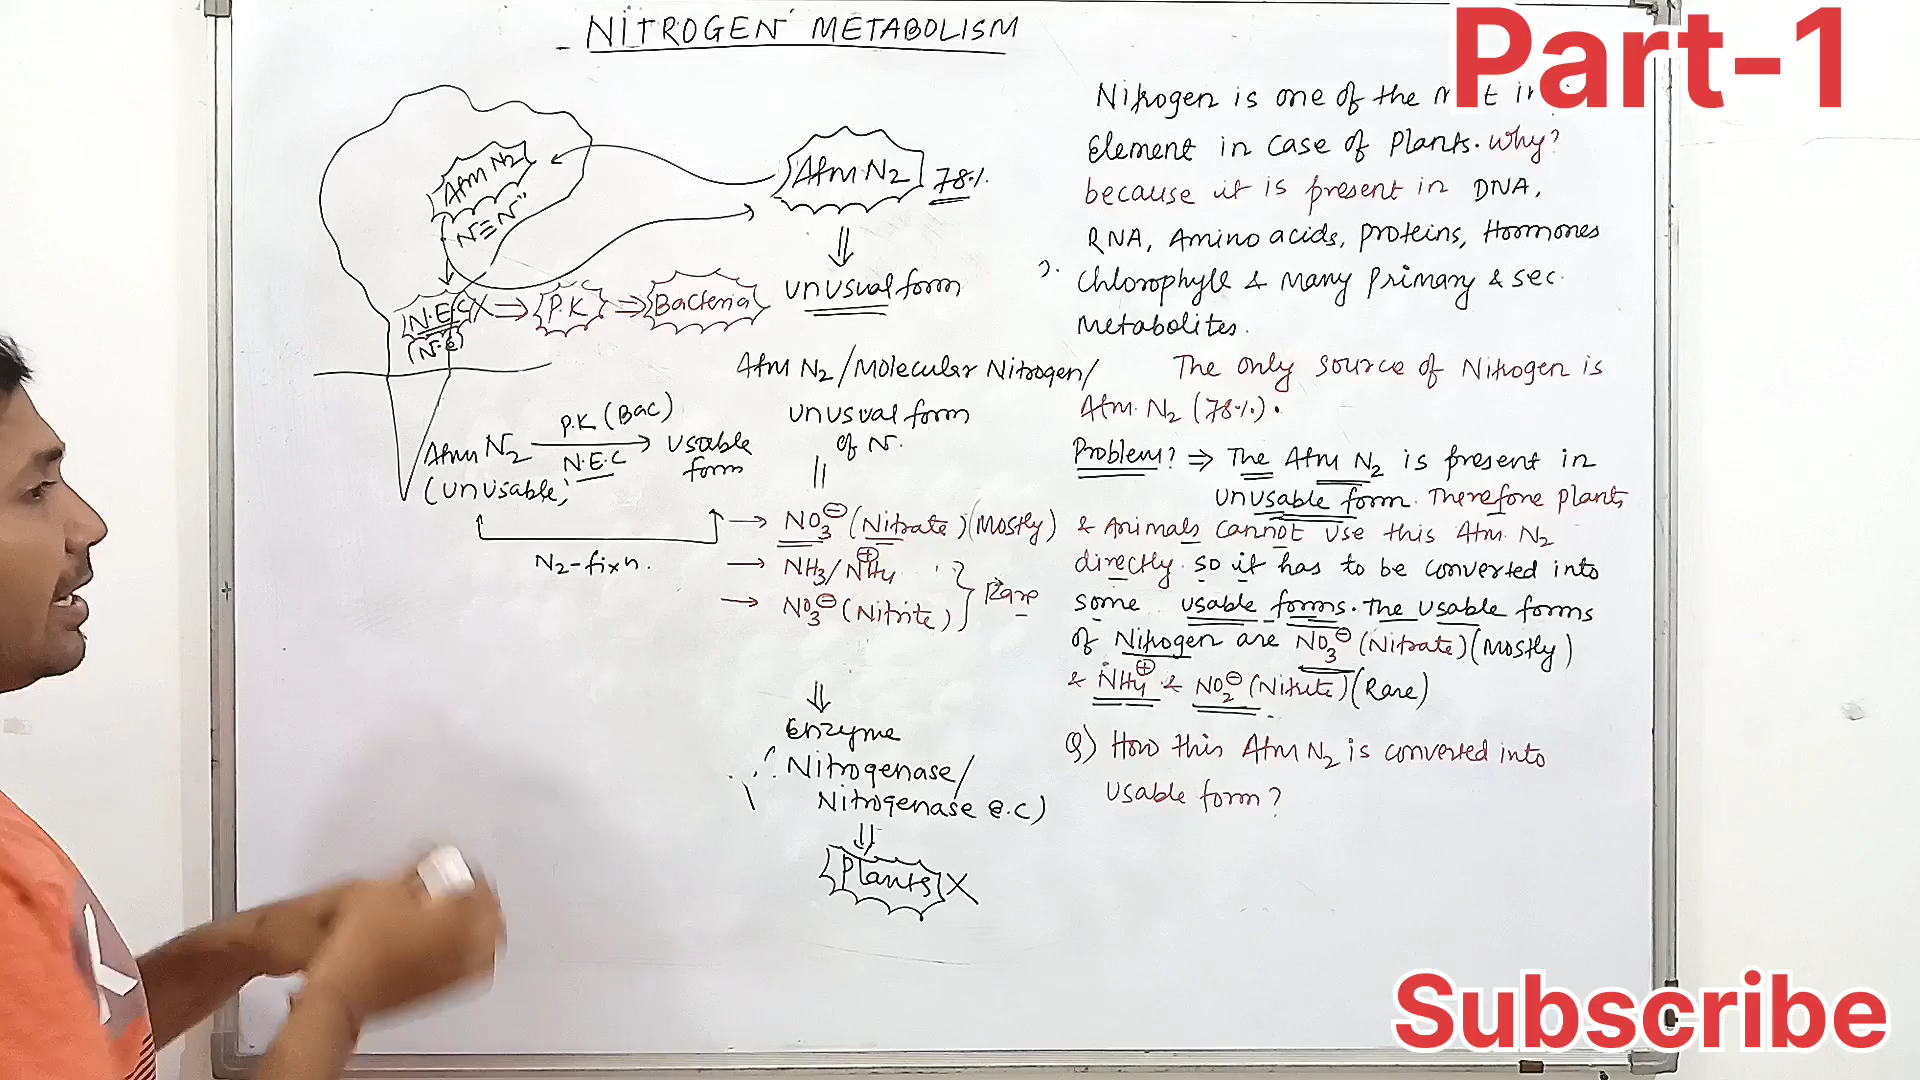 NITROGEN METABOLISM
Part-1
Atm N2
N≡N
Atm N2 78%
unusual form
N.E.C X ⇒ P.K ⇒ Bacteria
Atm N2/Molecular Nitrogen/
unusual form
of N.
Atm N2 P.K (Bac) usable
N.E.C form
(unusable)
N2-fixn.
→ NO3⊖ (Nitrate) (Mostly)
→ NH3/NH4⊕
→ NO3⊖ (Nitrite) } Rare
Enzyme
Nitrogenase/
Nitrogenase e.c)
Plants X
Nitrogen is one of the
Element in case of plants. why?
because it is present in DNA,
RNA, Amino acids, proteins, Hormones
Chlorophyll & Many primary & sec.
Metabolites.
The only source of Nitrogen is
Atm. N2 (78%).
Problem? ⇒ The Atm N2 is present in
unusable form. Therefore plants
& Animals cannot use this Atm. N2
directly. so it has to be converted into
some usable forms. The usable forms
of Nitrogen are NO3⊖ (Nitrate) (Mostly)
& NH4⊕ & NO2⊖ (Nitrite) (Rare)
Q) How this Atm N2 is converted into
usable form?
Subscribe